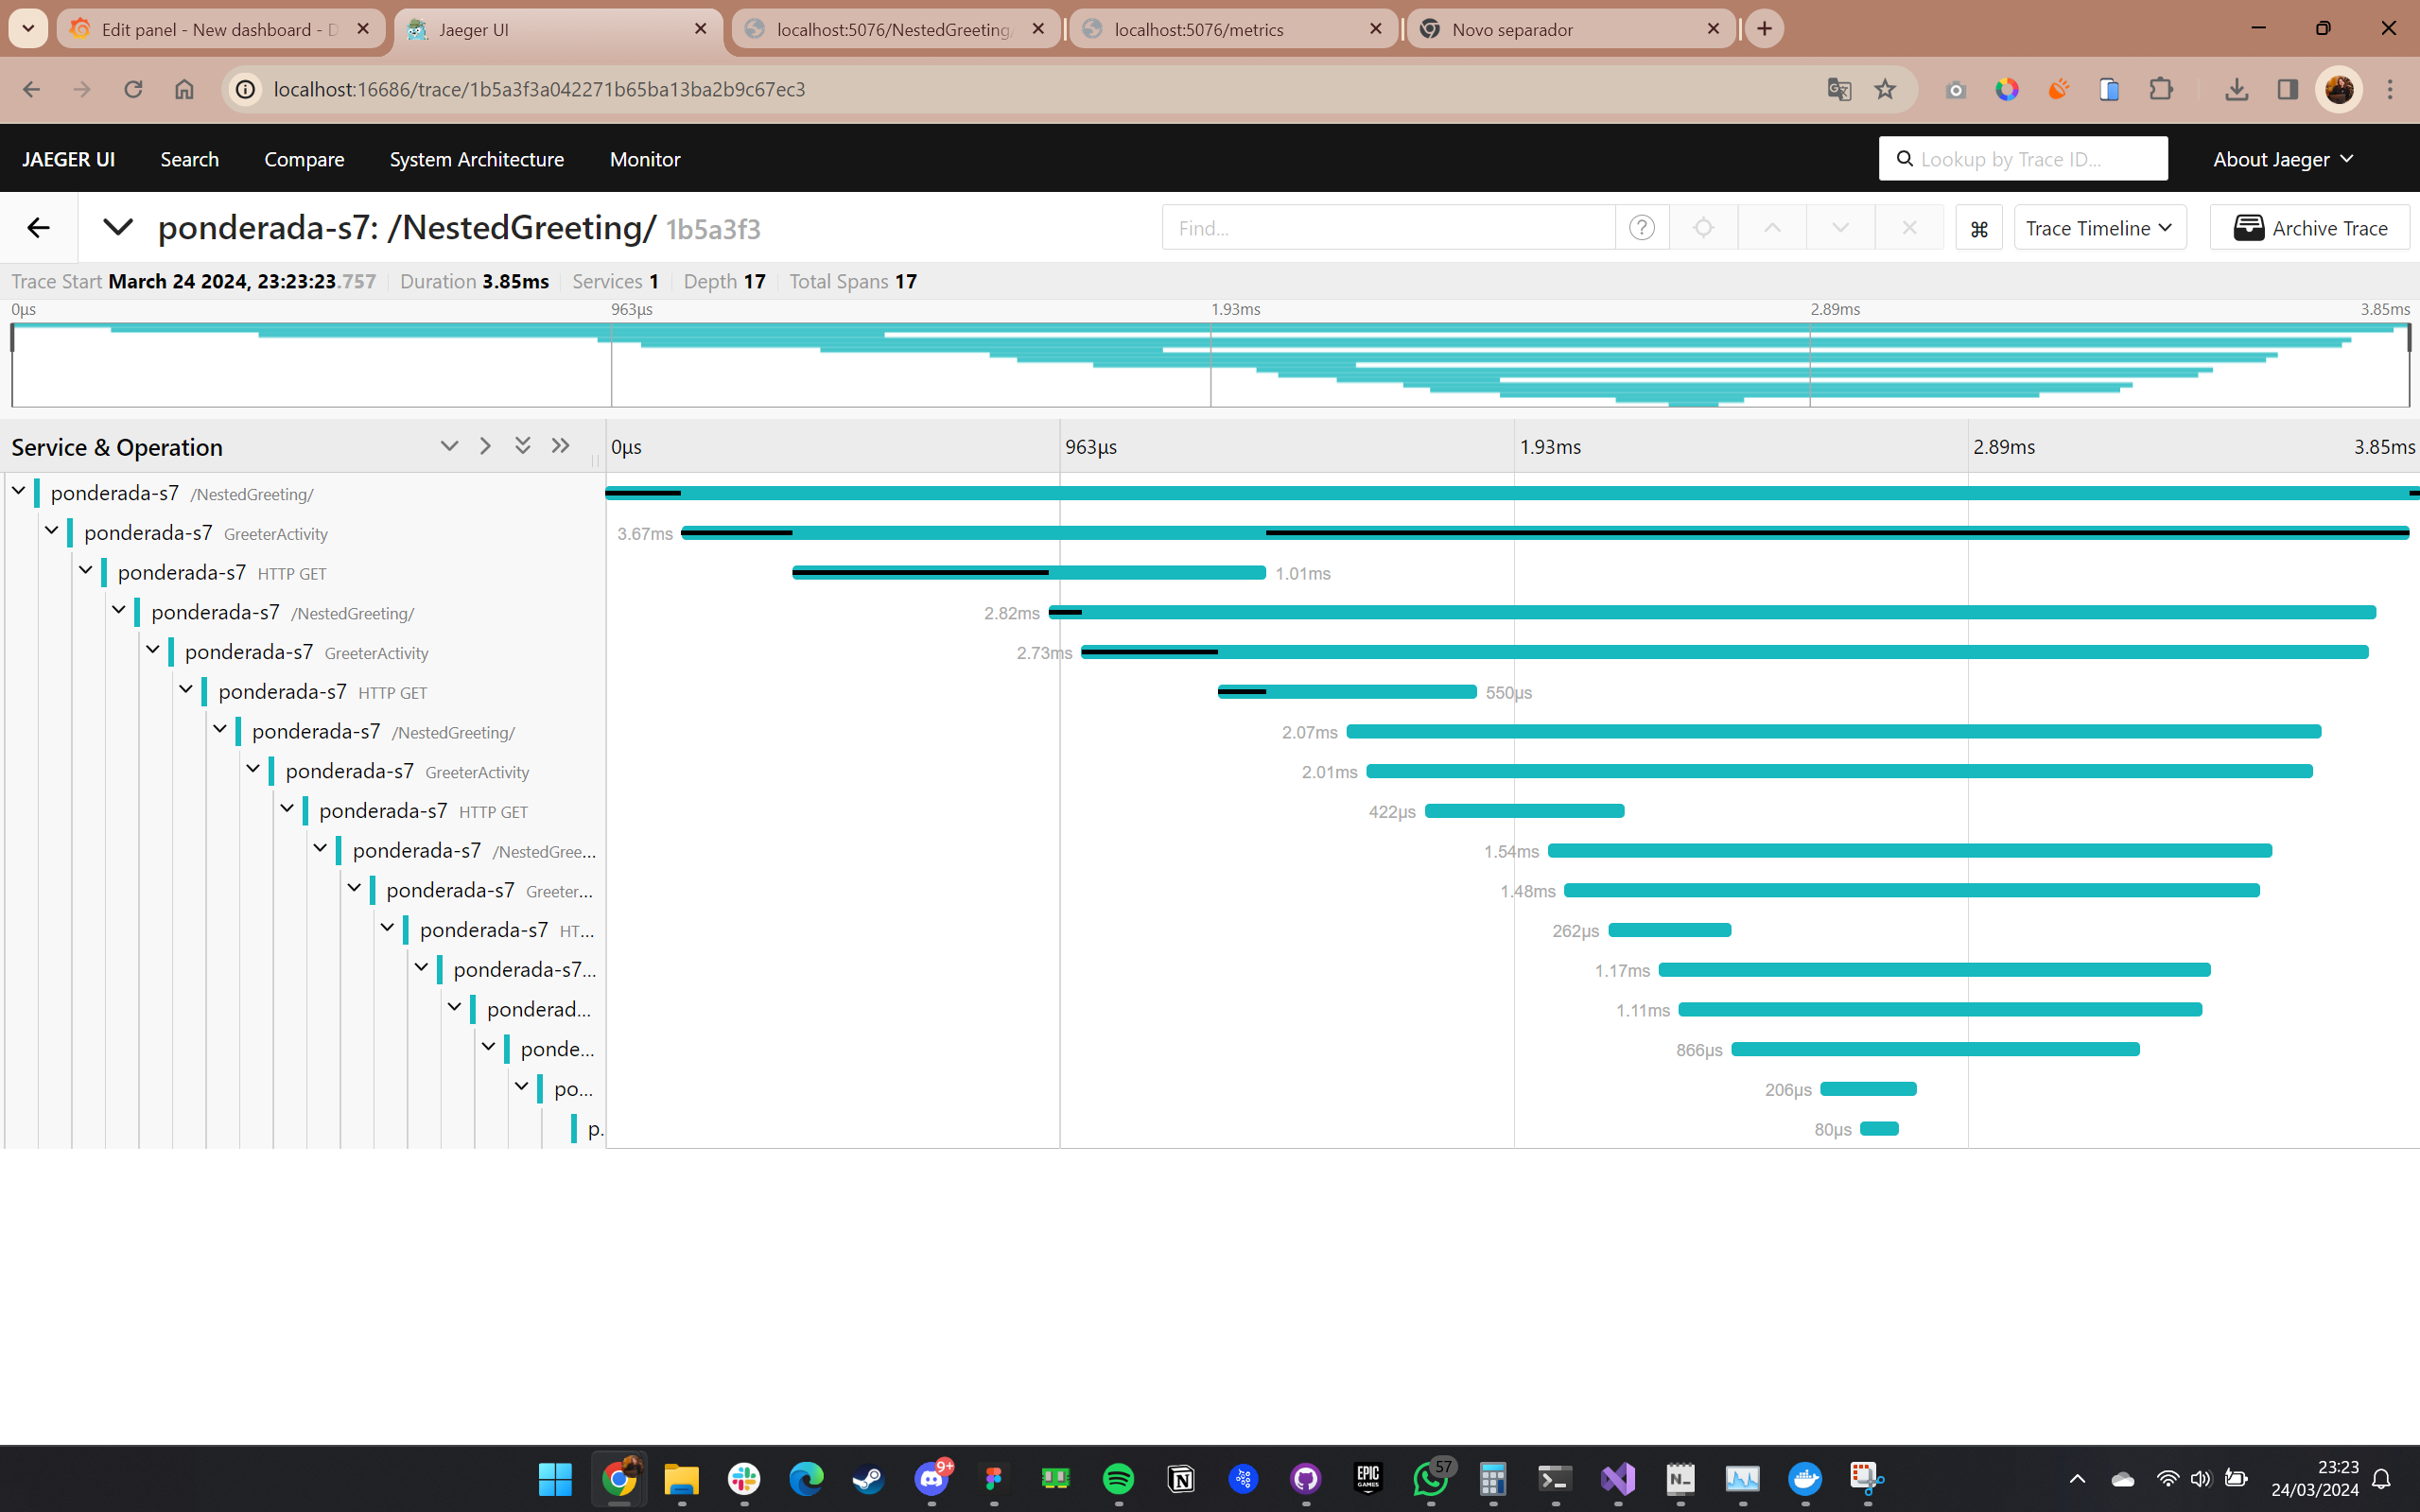 Edit panel - New dashboard - D
Jaeger UI
localhost:5076/NestedGreeting/
localhost:5076/metrics
Novo separador
localhost:16686/trace/1b5a3f3a042271b65ba13ba2b9c67ec3
JAEGER UI Search Compare System Architecture Monitor Lookup by Trace ID... About Jaeger
ponderada-s7: /NestedGreeting/ 1b5a3f3 Find... ? ⌘ Trace Timeline Archive Trace
Trace Start March 24 2024, 23:23:23.757 Duration 3.85ms Services 1 Depth 17 Total Spans 17
0µs 963µs 1.93ms 2.89ms 3.85ms
Service & Operation 0µs 963µs 1.93ms 2.89ms 3.85ms
ponderada-s7 /NestedGreeting/
ponderada-s7 GreeterActivity 3.67ms
ponderada-s7 HTTP GET 1.01ms
ponderada-s7 /NestedGreeting/ 2.82ms
ponderada-s7 GreeterActivity 2.73ms
ponderada-s7 HTTP GET 550µs
ponderada-s7 /NestedGreeting/ 2.07ms
ponderada-s7 GreeterActivity 2.01ms
ponderada-s7 HTTP GET 422µs
ponderada-s7 /NestedGree... 1.54ms
ponderada-s7 Greeter... 1.48ms
ponderada-s7 HT... 262µs
ponderada-s7... 1.17ms
ponderad... 1.11ms
ponde... 866µs
po... 206µs
p. 80µs
9+
EPIC GAMES
57
23:23
24/03/2024